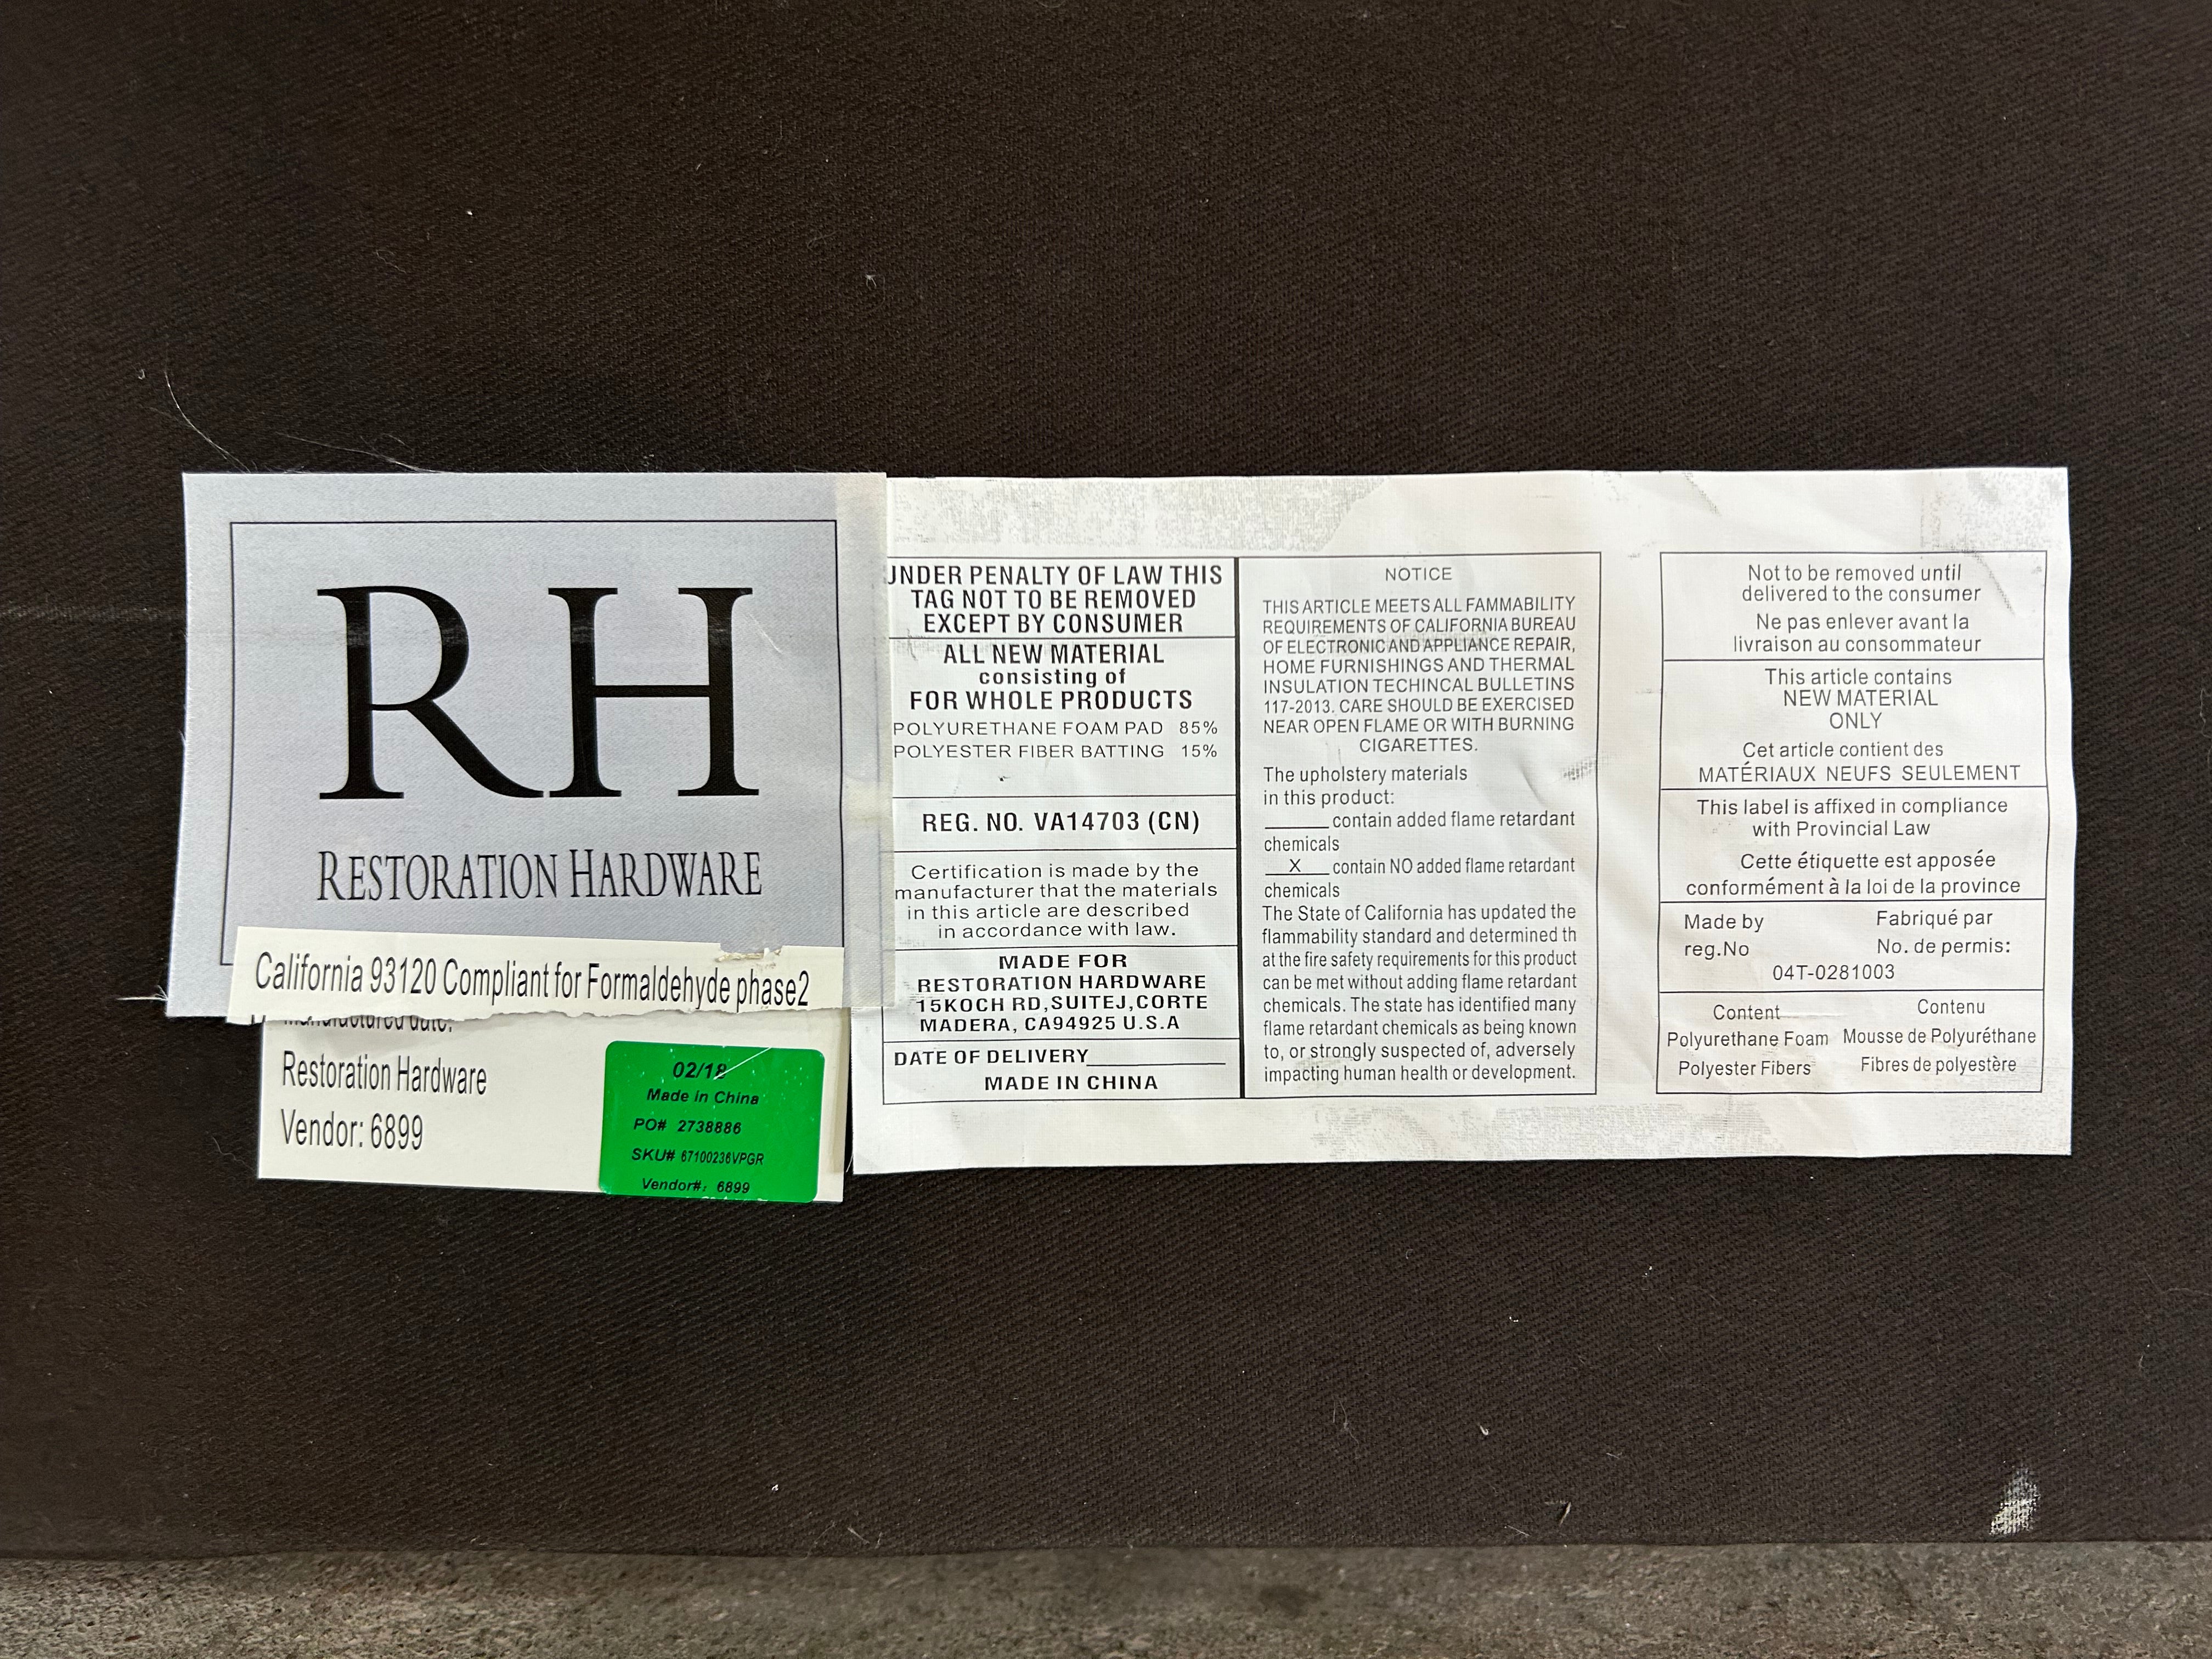 RH
RESTORATION HARDWARE
California 93120 Compliant for Formaldehyde phase2
Manufactured date:
Restoration Hardware
Vendor: 6899
02/18
Made in China
PO# 2738886
SKU# 67100236VPGR
Vendor#: 6899
UNDER PENALTY OF LAW THIS
TAG NOT TO BE REMOVED
EXCEPT BY CONSUMER
ALL NEW MATERIAL
consisting of
FOR WHOLE PRODUCTS
POLYURETHANE FOAM PAD 85%
POLYESTER FIBER BATTING 15%
REG. NO. VA14703 (CN)
Certification is made by the
manufacturer that the materials
in this article are described
in accordance with law.
MADE FOR
RESTORATION HARDWARE
15KOCH RD,SUITEJ,CORTE
MADERA, CA94925 U.S.A
DATE OF DELIVERY
MADE IN CHINA
NOTICE
THIS ARTICLE MEETS ALL FAMMABILITY
REQUIREMENTS OF CALIFORNIA BUREAU
OF ELECTRONIC AND APPLIANCE REPAIR,
HOME FURNISHINGS AND THERMAL
INSULATION TECHINCAL BULLETINS
117-2013. CARE SHOULD BE EXERCISED
NEAR OPEN FLAME OR WITH BURNING
CIGARETTES.
The upholstery materials
in this product:
______ contain added flame retardant
chemicals
__X__ contain NO added flame retardant
chemicals
The State of California has updated the
flammability standard and determined th
at the fire safety requirements for this product
can be met without adding flame retardant
chemicals. The state has identified many
flame retardant chemicals as being known
to, or strongly suspected of, adversely
impacting human health or development.
Not to be removed until
delivered to the consumer
Ne pas enlever avant la
livraison au consommateur
This article contains
NEW MATERIAL
ONLY
Cet article contient des
MATÉRIAUX NEUFS SEULEMENT
This label is affixed in compliance
with Provincial Law
Cette étiquette est apposée
conformément à la loi de la province
Made by Fabriqué par
reg.No No. de permis:
04T-0281003
Content Contenu
Polyurethane Foam Mousse de Polyuréthane
Polyester Fibers Fibres de polyestère